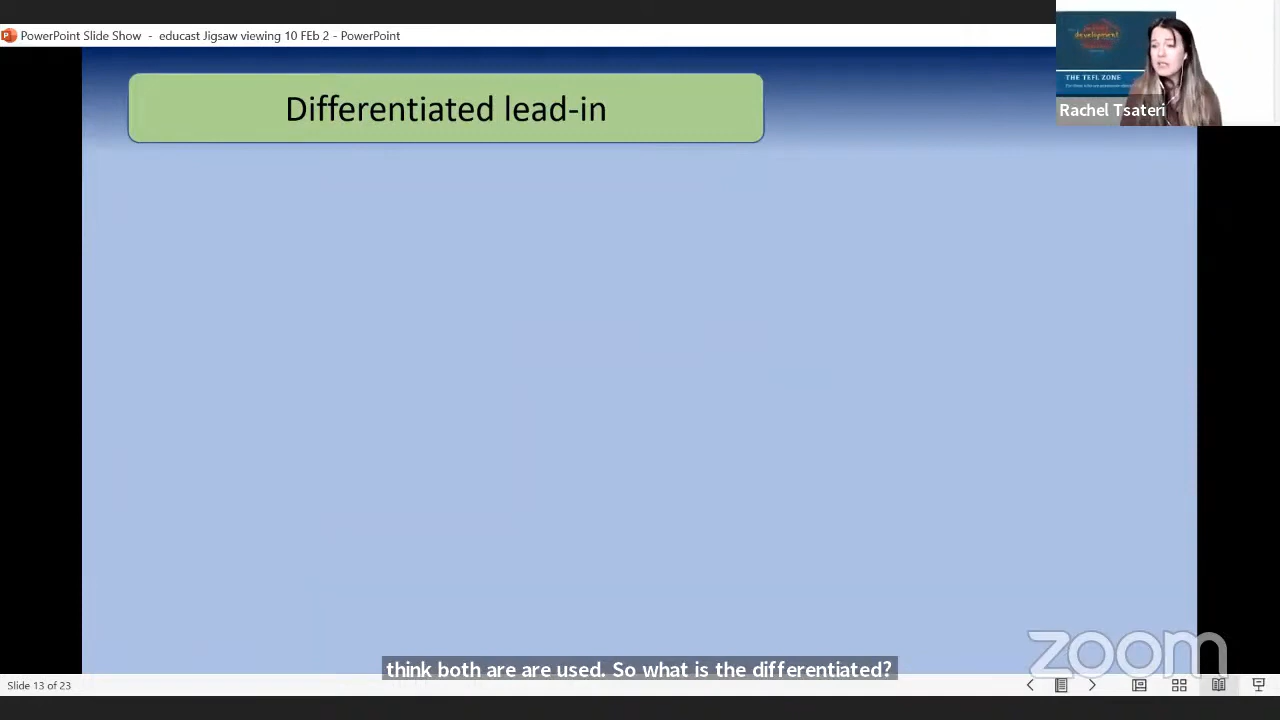 PowerPoint Slide Show - educast Jigsaw viewing 10 FEb 2 - PowerPoint
Differentiated lead-in
development
THE TEFL ZONE
Rachel Tsateri
think both are are used. So what is the differentiated?
zoom
Slide 13 of 23